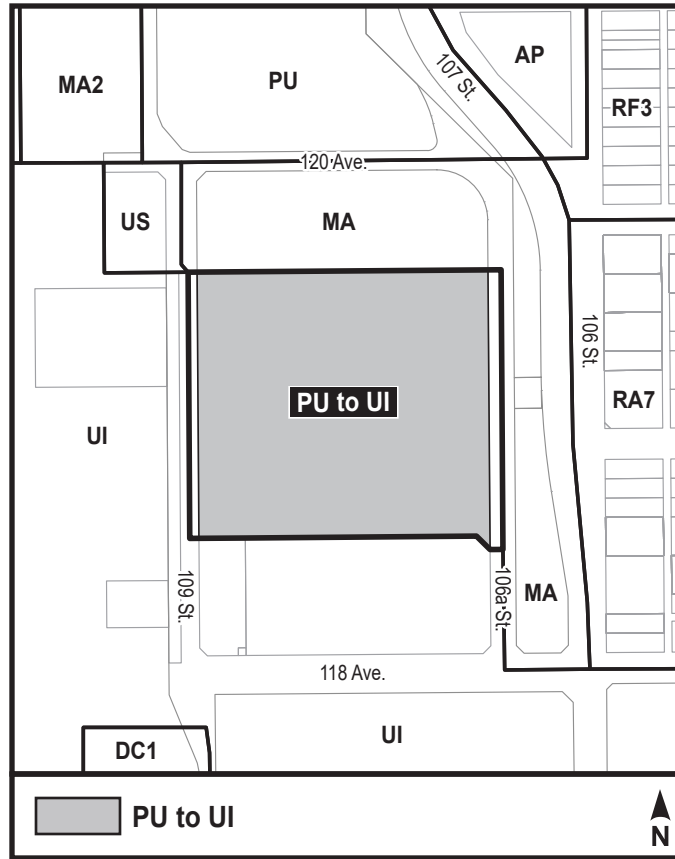 AP
PU
MA2
107 St.
RF3
120 Ave.
US
MA
106 St.
PU to UI
RA7
UI
109 St.
106a St.
MA
118 Ave.
UI
DC1
PU to UI
N